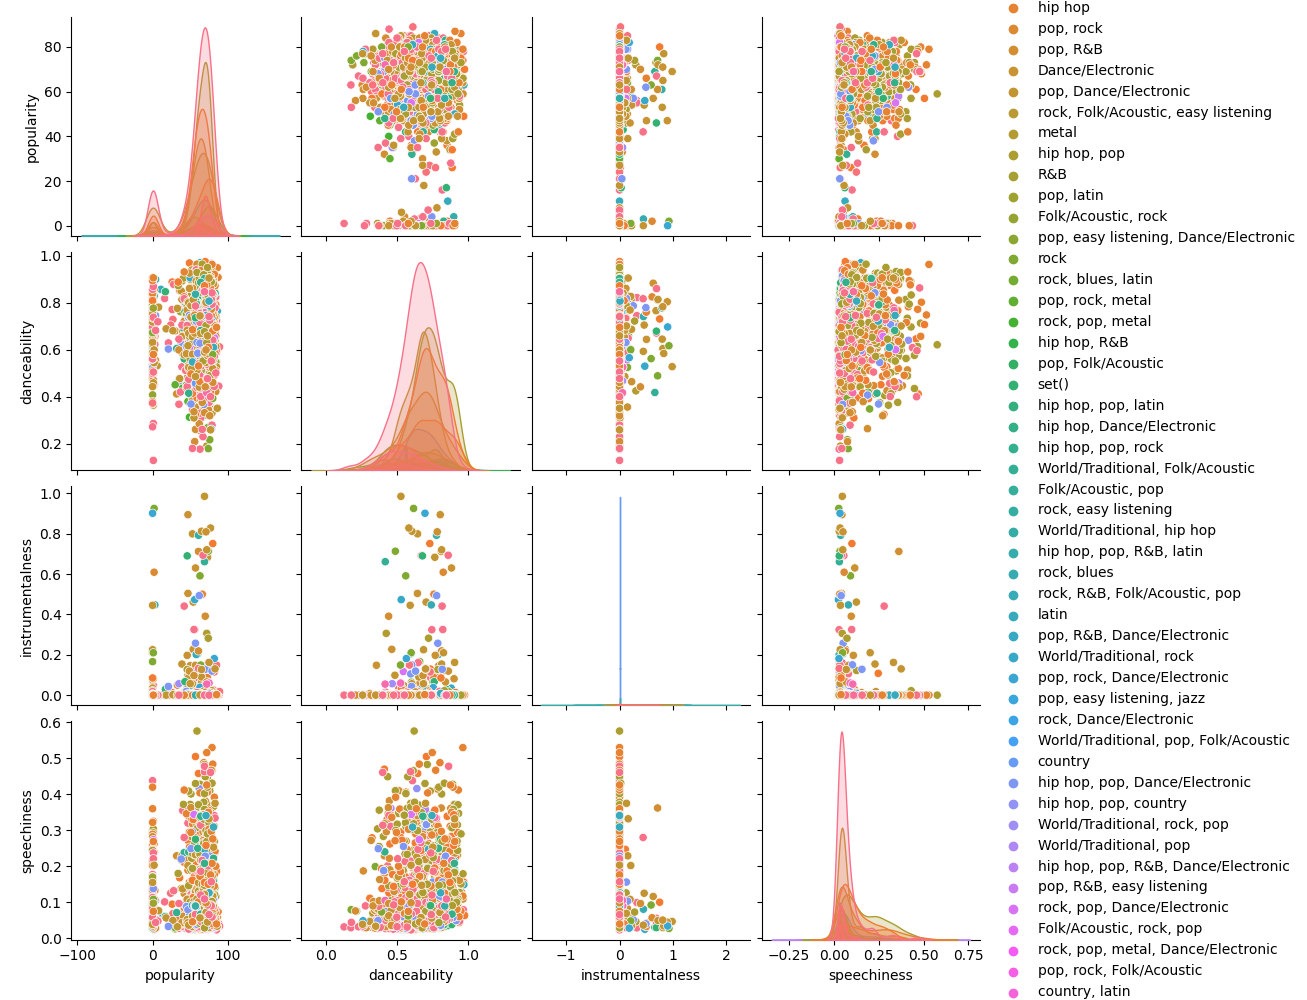 80
60
40
20
0
popularity
1.0
0.8
0.6
0.4
0.2
danceability
1.0
0.8
0.6
0.4
0.2
0.0
instrumentalness
0.6
0.5
0.4
0.3
0.2
0.1
0.0
speechiness
−100
0
100
popularity
0.0
0.5
1.0
danceability
−1
0
1
2
instrumentalness
−0.25
0.00
0.25
0.50
0.75
speechiness
hip hop
pop, rock
pop, R&B
Dance/Electronic
pop, Dance/Electronic
rock, Folk/Acoustic, easy listening
metal
hip hop, pop
R&B
pop, latin
Folk/Acoustic, rock
pop, easy listening, Dance/Electronic
rock
rock, blues, latin
pop, rock, metal
rock, pop, metal
hip hop, R&B
pop, Folk/Acoustic
set()
hip hop, pop, latin
hip hop, Dance/Electronic
hip hop, pop, rock
World/Traditional, Folk/Acoustic
Folk/Acoustic, pop
rock, easy listening
World/Traditional, hip hop
hip hop, pop, R&B, latin
rock, blues
rock, R&B, Folk/Acoustic, pop
latin
pop, R&B, Dance/Electronic
World/Traditional, rock
pop, rock, Dance/Electronic
pop, easy listening, jazz
rock, Dance/Electronic
World/Traditional, pop, Folk/Acoustic
country
hip hop, pop, Dance/Electronic
hip hop, pop, country
World/Traditional, rock, pop
World/Traditional, pop
hip hop, pop, R&B, Dance/Electronic
pop, R&B, easy listening
rock, pop, Dance/Electronic
Folk/Acoustic, rock, pop
rock, pop, metal, Dance/Electronic
pop, rock, Folk/Acoustic
country, latin